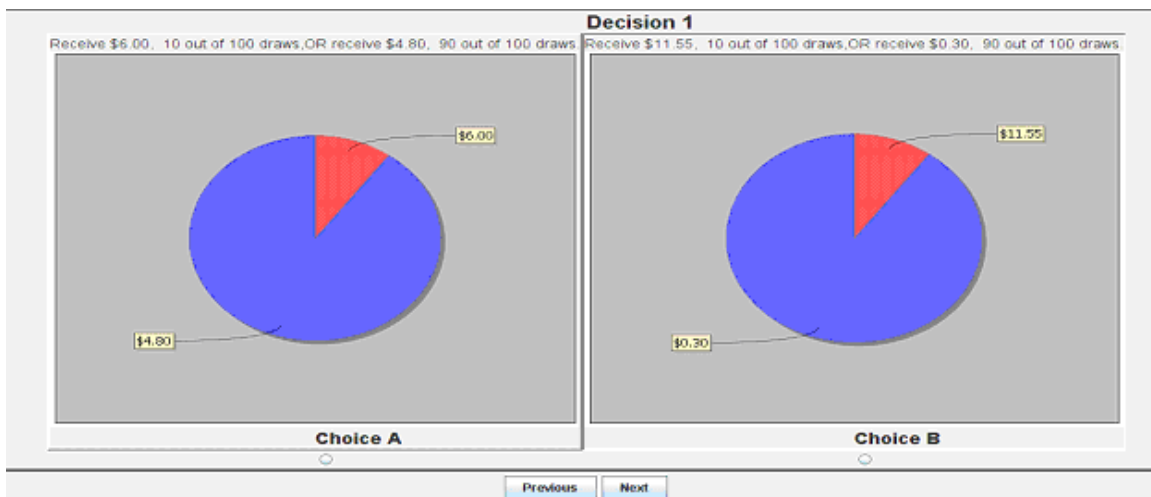 Decision 1
Receive $6.00, 10 out of 100 draws,OR receive $4.80, 90 out of 100 draws.
Receive $11.55, 10 out of 100 draws,OR receive $0.30, 90 out of 100 draws.
$6.00
$11.55
$4.80
$0.30
Choice A
Choice B
Previous
Next